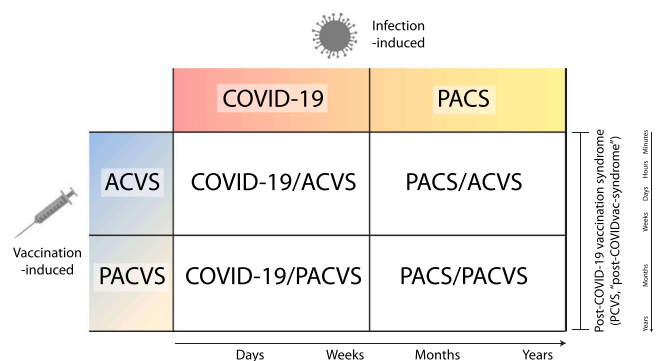 Infection
-induced
COVID-19
PACS
ACVS
COVID-19/ACVS
PACS/ACVS
Vaccination
-induced
PACVS
COVID-19/PACVS
PACS/PACVS
Post-COVID-19 vaccination syndrome
(PCVS, “post-COVIDvac-syndrome”)
Minutes
Hours
Days
Weeks
Months
Years
Days
Weeks
Months
Years